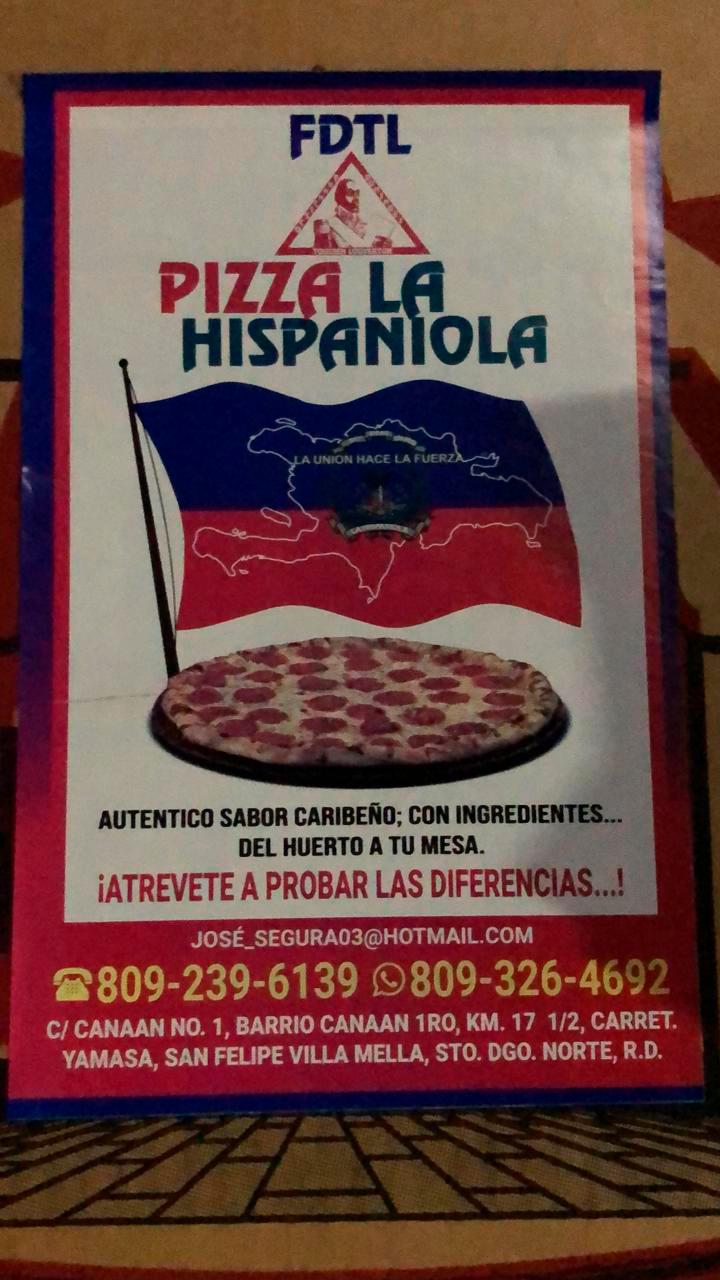 FDTL
PIZZA LA
HISPANIOLA
LA UNION HACE LA FUERZA
AUTENTICO SABOR CARIBEÑO; CON INGREDIENTES...
DEL HUERTO A TU MESA.
¡ATREVETE A PROBAR LAS DIFERENCIAS...!
JOSÉ_SEGURA03@HOTMAIL.COM
809-239-6139 809-326-4692
C/ CANAAN NO. 1, BARRIO CANAAN 1RO, KM. 17 1/2, CARRET.
YAMASA, SAN FELIPE VILLA MELLA, STO. DGO. NORTE, R.D.